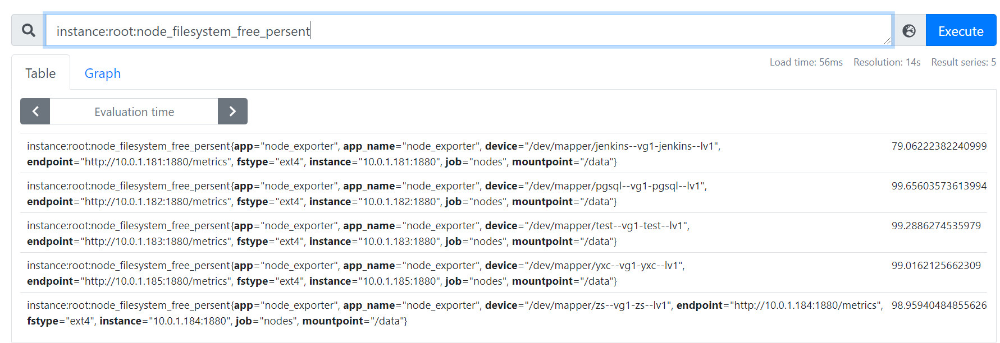 instance:root:node_filesystem_free_persent
Execute
Table
Graph
Load time: 56ms Resolution: 14s Result series: 5
Evaluation time
instance:root:node_filesystem_free_persent{app="node_exporter", app_name="node_exporter", device="/dev/mapper/jenkins--vg1-jenkins--lv1", 79.06222382240999
endpoint="http://10.0.1.181:1880/metrics", fstype="ext4", instance="10.0.1.181:1880", job="nodes", mountpoint="/data"}
instance:root:node_filesystem_free_persent{app="node_exporter", app_name="node_exporter", device="/dev/mapper/pgsql--vg1-pgsql--lv1", 99.65603573613994
endpoint="http://10.0.1.182:1880/metrics", fstype="ext4", instance="10.0.1.182:1880", job="nodes", mountpoint="/data"}
instance:root:node_filesystem_free_persent{app="node_exporter", app_name="node_exporter", device="/dev/mapper/test--vg1-test--lv1", 99.2886274535979
endpoint="http://10.0.1.183:1880/metrics", fstype="ext4", instance="10.0.1.183:1880", job="nodes", mountpoint="/data"}
instance:root:node_filesystem_free_persent{app="node_exporter", app_name="node_exporter", device="/dev/mapper/yxc--vg1-yxc--lv1", 99.0162125662309
endpoint="http://10.0.1.185:1880/metrics", fstype="ext4", instance="10.0.1.185:1880", job="nodes", mountpoint="/data"}
instance:root:node_filesystem_free_persent{app="node_exporter", app_name="node_exporter", device="/dev/mapper/zs--vg1-zs--lv1", endpoint="http://10.0.1.184:1880/metrics", 98.95940484855626
fstype="ext4", instance="10.0.1.184:1880", job="nodes", mountpoint="/data"}